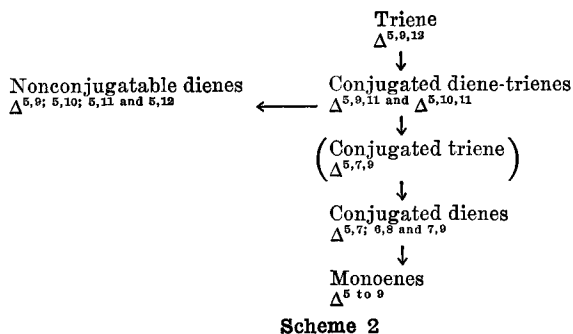 Triene
Δ5,9,12
Nonconjugatable dienes
Δ5,9; 5,10; 5,11 and 5,12
Conjugated diene-trienes
Δ5,9,11 and Δ5,10,11
(Conjugated triene)
Δ5,7,9
Conjugated dienes
Δ5,7; 6,8 and 7,9
Monoenes
Δ5 to 9
Scheme 2